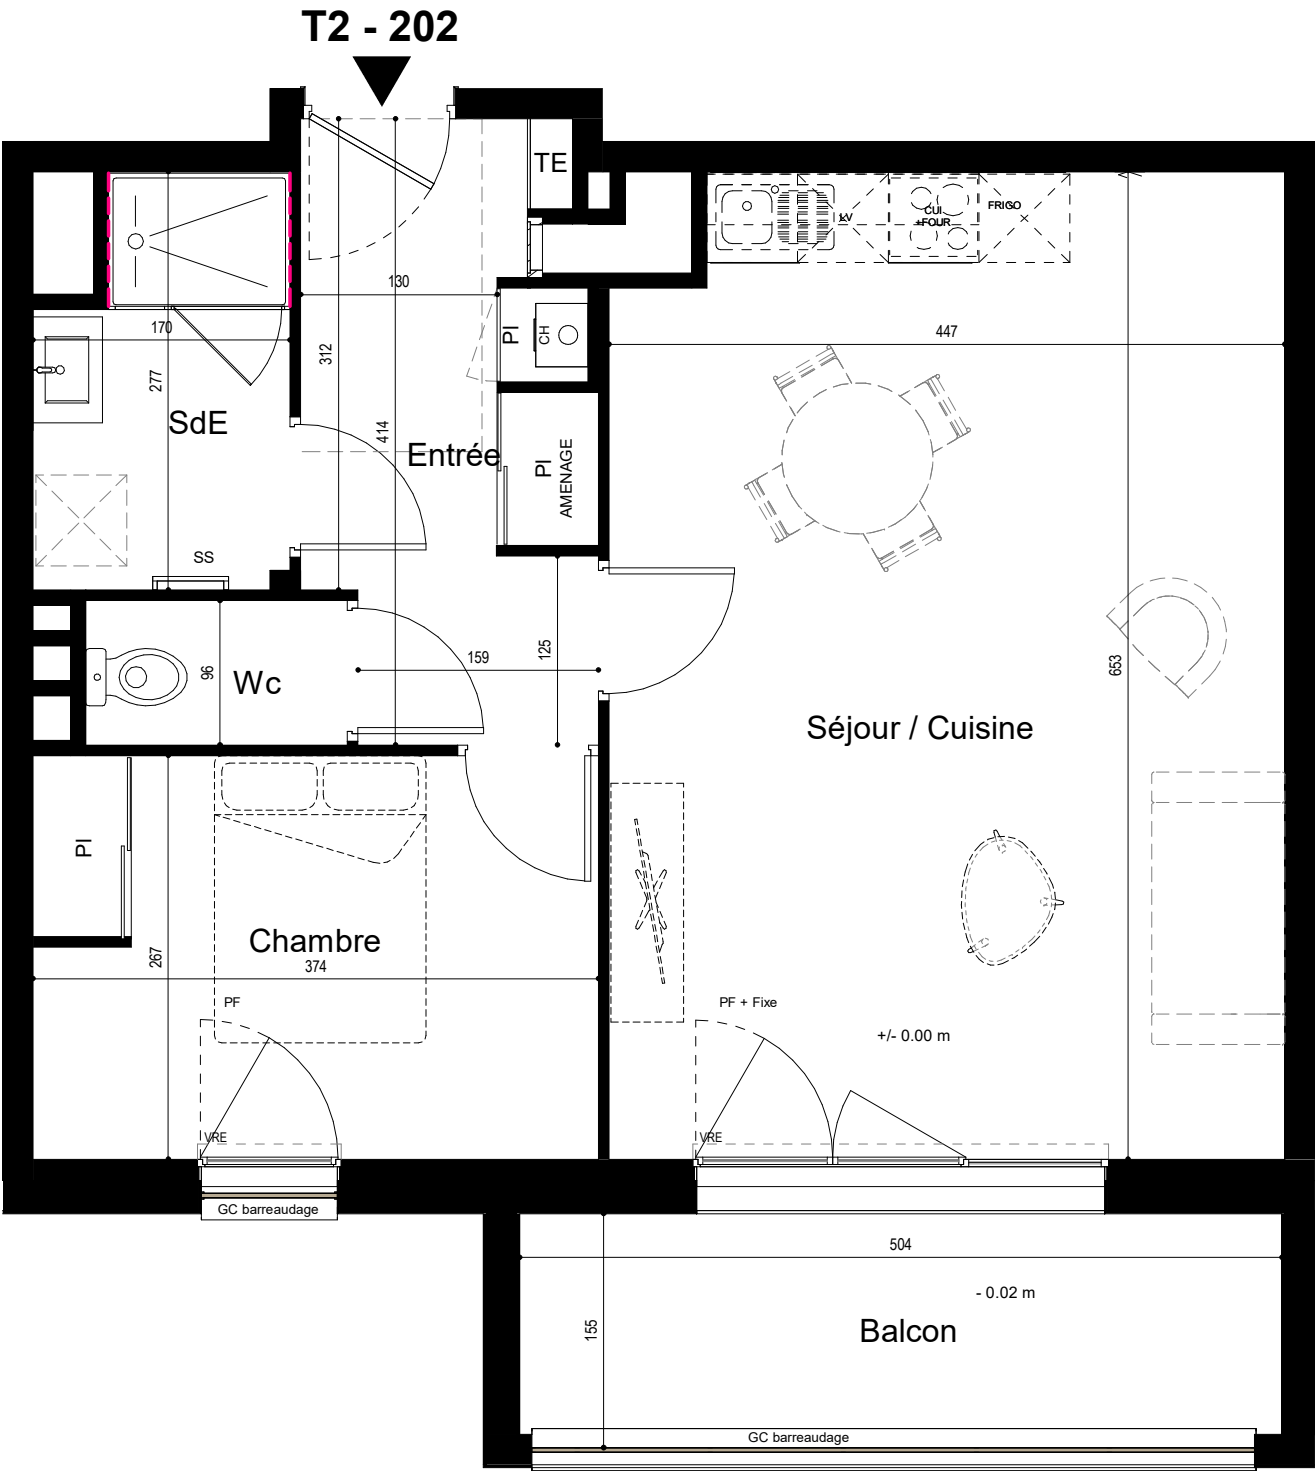 T2 - 202
TE
LV
CUI
+FOUR
FRIGO
130
PI
CH
170
312
447
277
SdE
414
Entrée
PI
AMENAGE
SS
96
Wc
159
125
653
Séjour / Cuisine
PI
Chambre
267
374
PF
PF + Fixe
+/- 0.00 m
VRE
VRE
GC barreaudage
504
- 0.02 m
155
Balcon
GC barreaudage